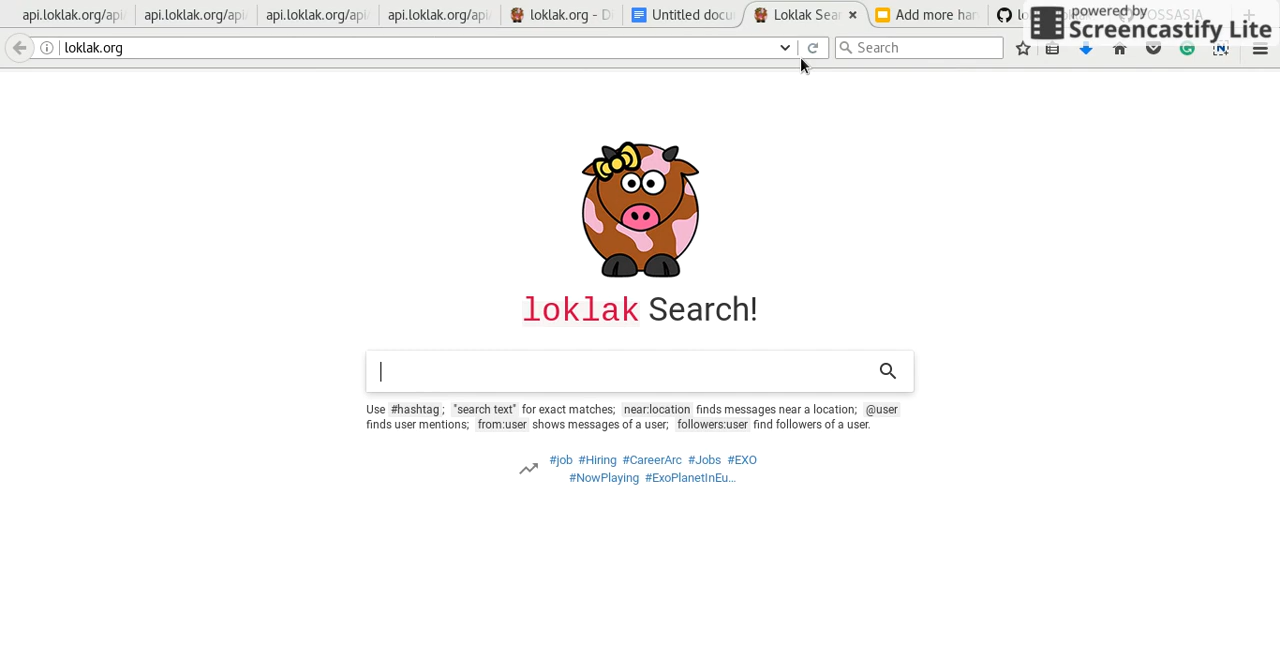 api.loklak.org/api
api.loklak.org/api
api.loklak.org/api
api.loklak.org/api
loklak.org - D
Untitled docu
Loklak Sea
Add more har
OSSASIA
powered by
Screencastify Lite
loklak.org
Search
loklak Search!
Use #hashtag ; "search text" for exact matches; near:location finds messages near a location; @user
finds user mentions; from:user shows messages of a user; followers:user find followers of a user.
#job #Hiring #CareerArc #Jobs #EXO
#NowPlaying #ExoPlanetInEu...